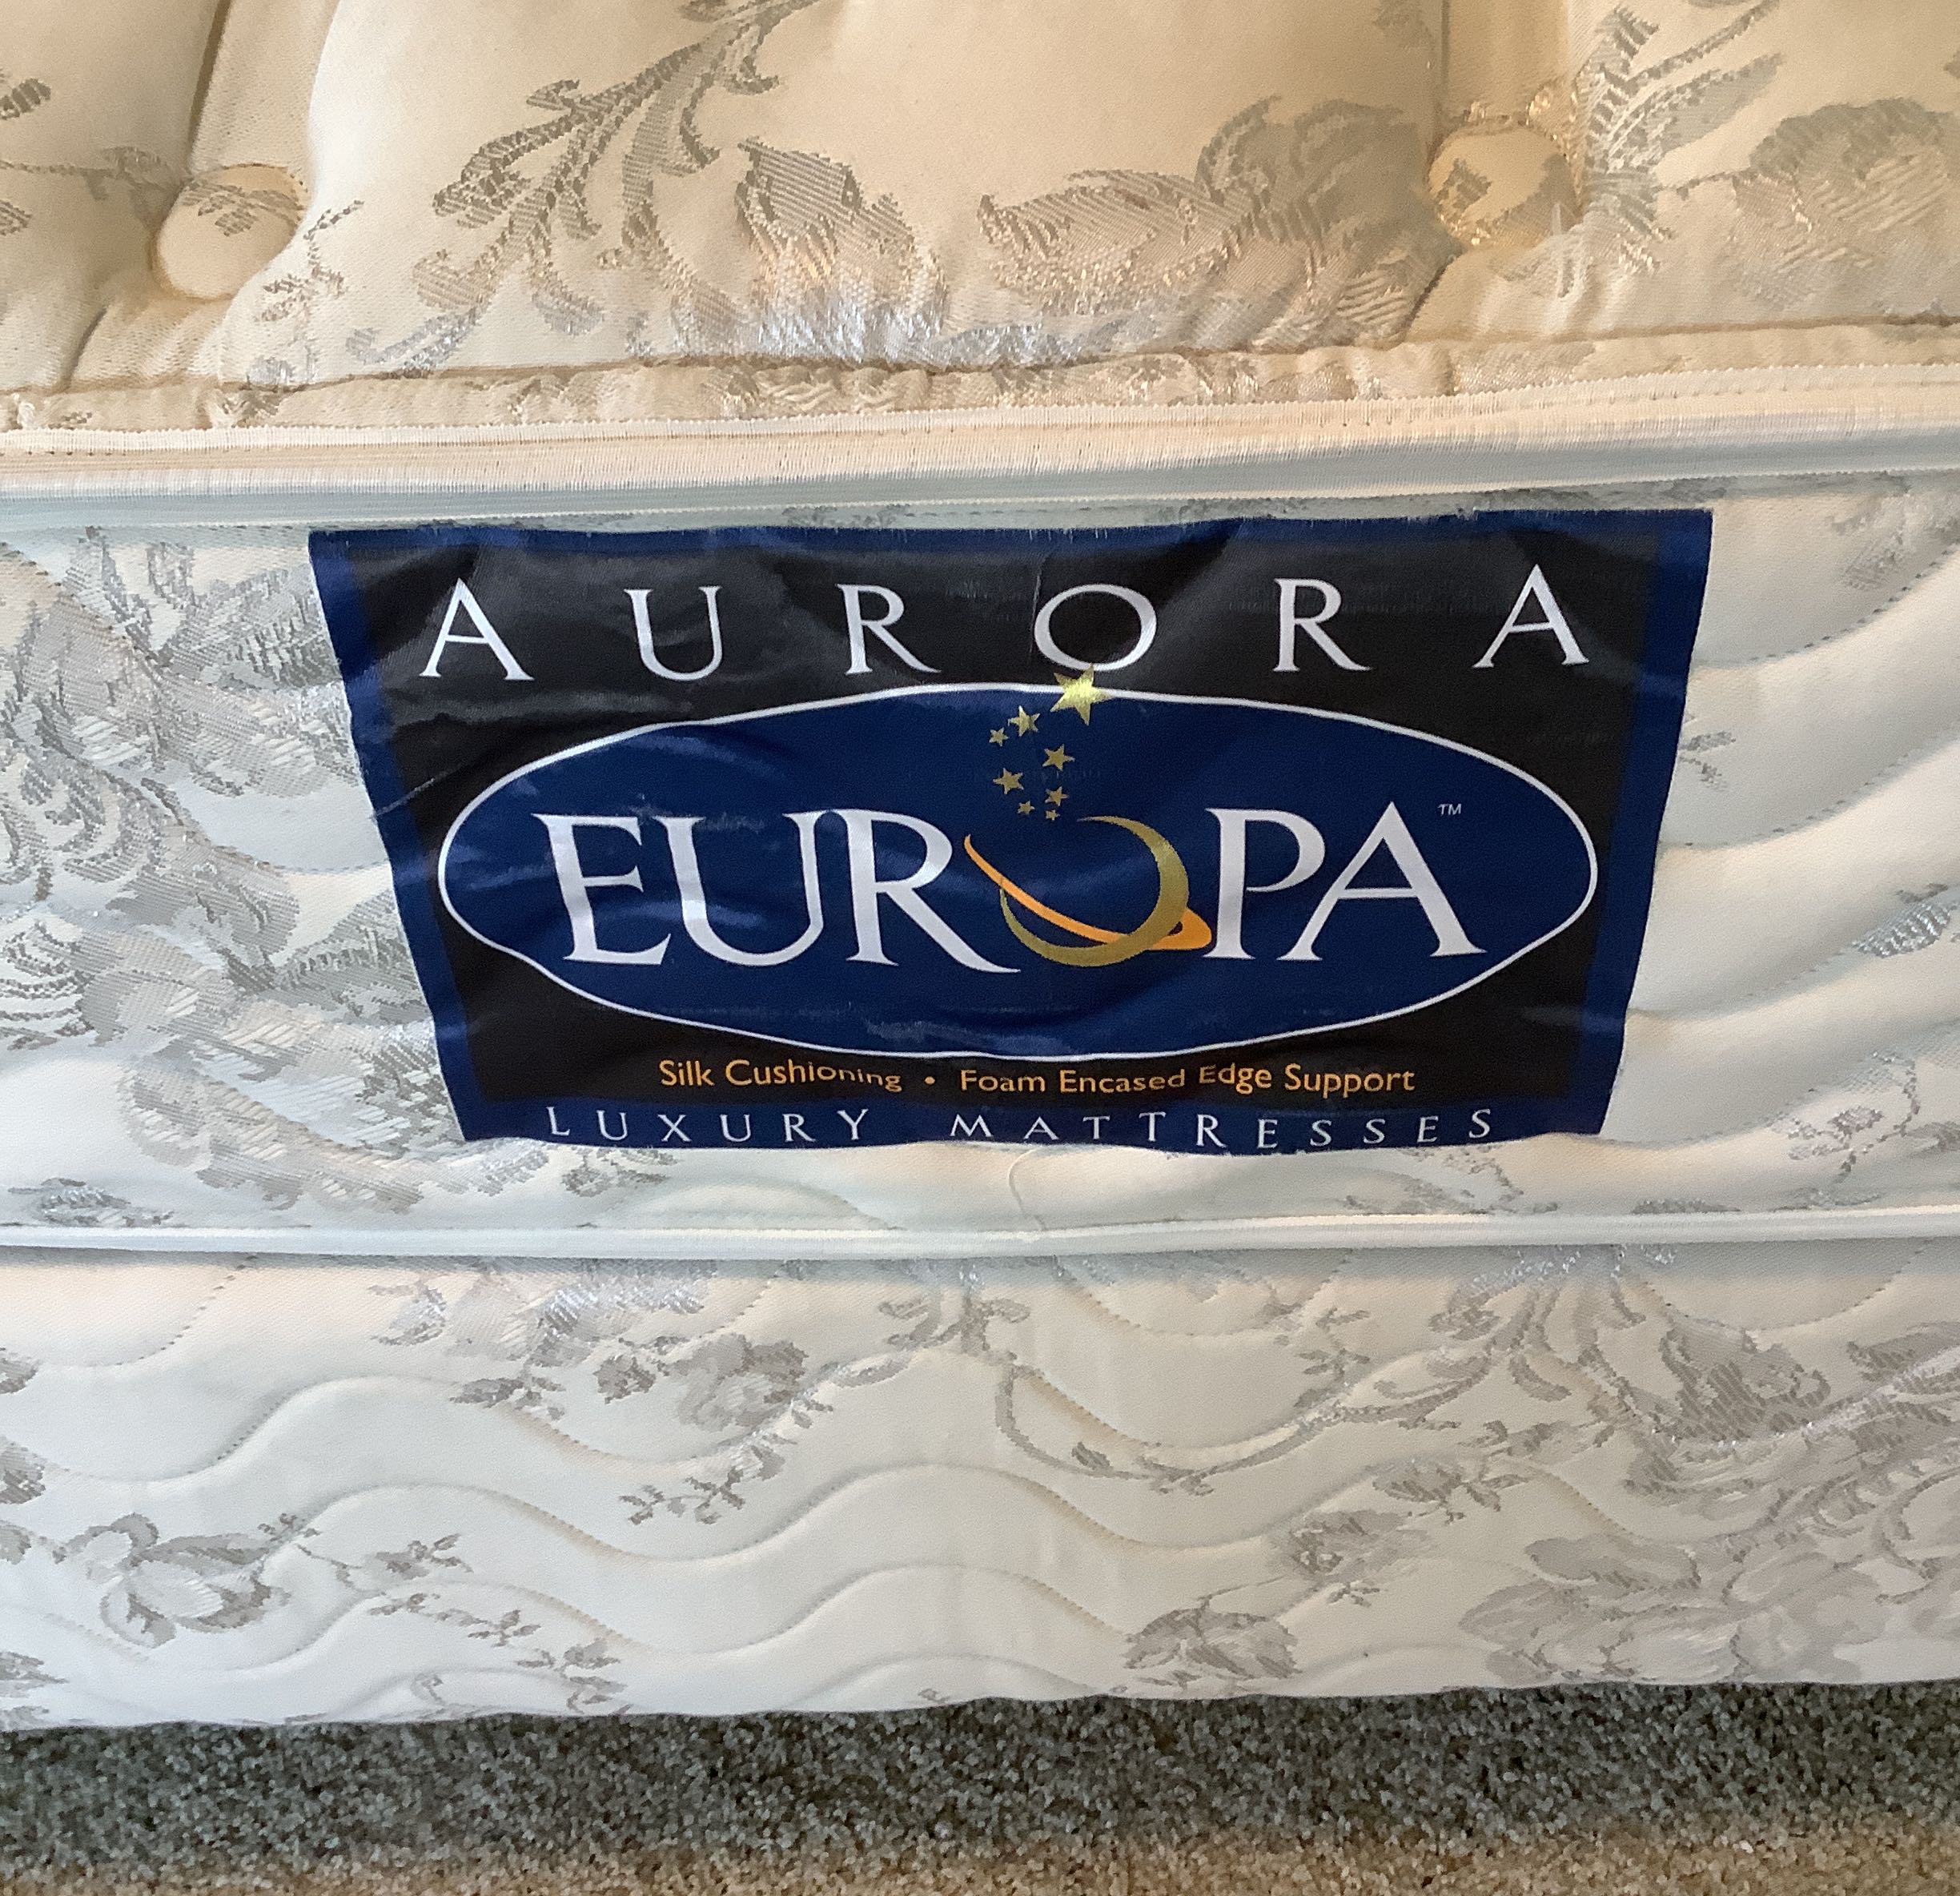 AURORA
EUROPA™
Silk Cushioning • Foam Encased Edge Support
LUXURY MATTRESSES